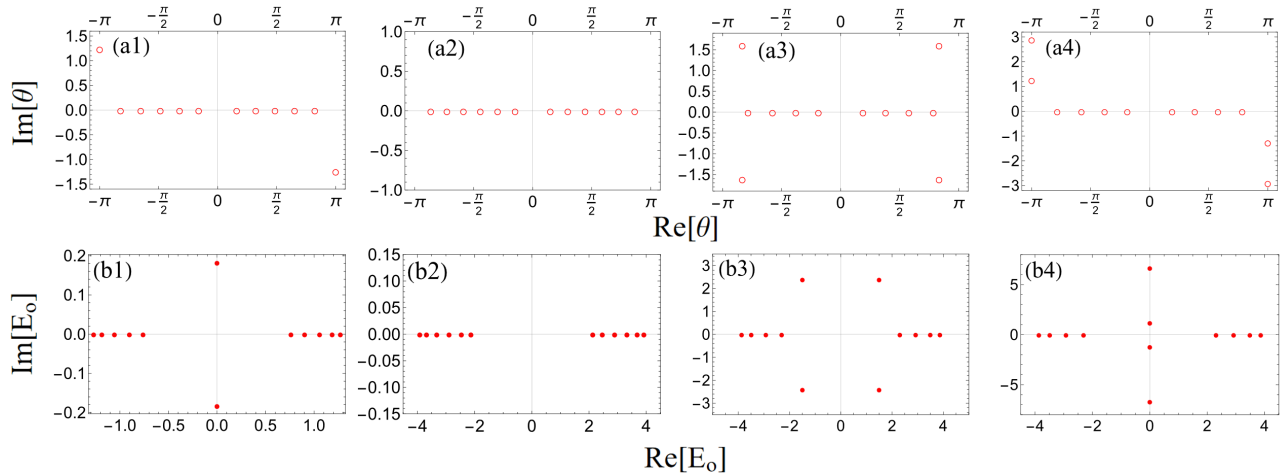 −π −π/2 0 π/2 π −π −π/2 0 π/2 π −π −π/2 0 π/2 π −π −π/2 0 π/2 π
(a1) (a2) (a3) (a4)
Im[θ]
1.5 1.0 0.5 0.0 −0.5 −1.0 −1.5
1.0 0.5 0.0 −0.5 −1.0
1.5 1.0 0.5 0.0 −0.5 −1.0 −1.5
3 2 1 0 −1 −2 −3
−π −π/2 0 π/2 π −π −π/2 0 π/2 π −π −π/2 0 π/2 π −π −π/2 0 π/2 π
Re[θ]
(b1) (b2) (b3) (b4)
Im[E_o]
0.2 0.1 0.0 −0.1 −0.2
0.15 0.10 0.05 0.00 −0.05 −0.10 −0.15
3 2 1 0 −1 −2 −3
5 0 −5
−1.0 −0.5 0.0 0.5 1.0 −4 −2 0 2 4 −4 −2 0 2 4 −4 −2 0 2 4
Re[E_o]